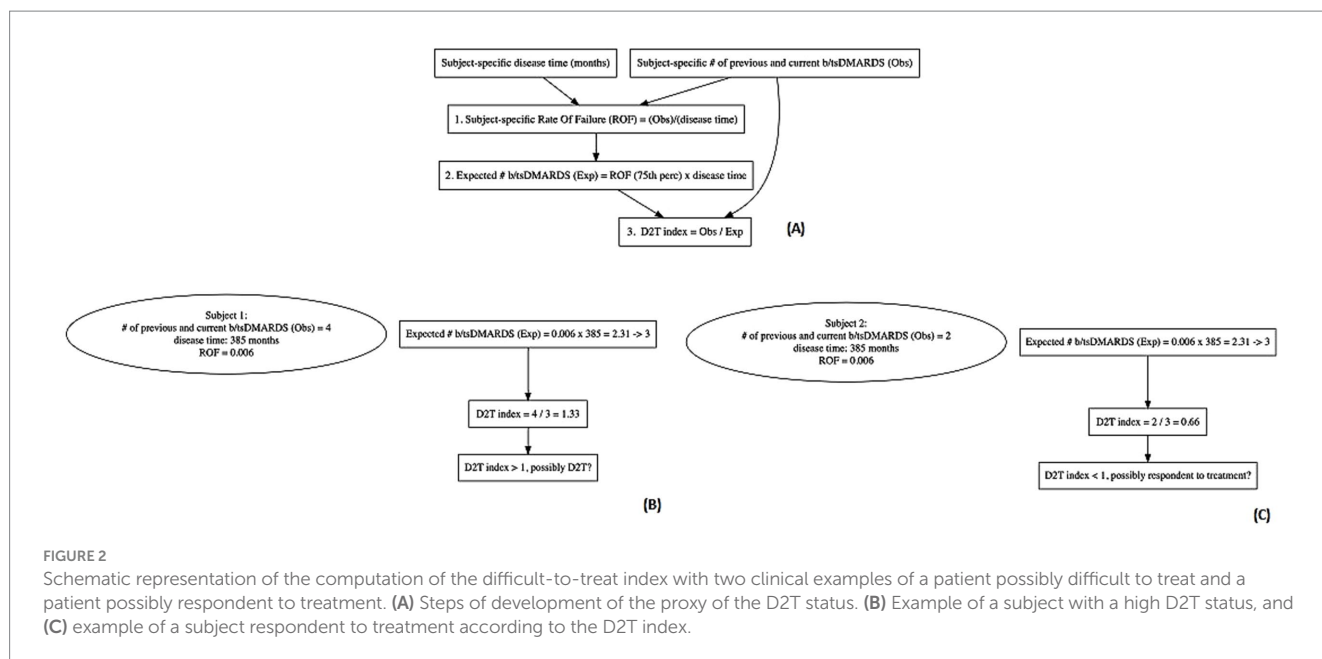 Subject-specific disease time (months)
Subject-specific # of previous and current b/tsDMARDS (Obs)
1. Subject-specific Rate Of Failure (ROF) = (Obs)/(disease time)
2. Expected # b/tsDMARDS (Exp) = ROF (75th perc) x disease time
3. D2T index = Obs / Exp
(A)
Subject 1:
# of previous and current b/tsDMARDS (Obs) = 4
disease time: 385 months
ROF = 0.006
Expected # b/tsDMARDS (Exp) = 0.006 x 385 = 2.31 -> 3
D2T index = 4 / 3 = 1.33
D2T index > 1, possibly D2T?
(B)
Subject 2:
# of previous and current b/tsDMARDS (Obs) = 2
disease time: 385 months
ROF = 0.006
Expected # b/tsDMARDS (Exp) = 0.006 x 385 = 2.31 -> 3
D2T index = 2 / 3 = 0.66
D2T index < 1, possibly respondent to treatment?
(C)
FIGURE 2
Schematic representation of the computation of the difficult-to-treat index with two clinical examples of a patient possibly difficult to treat and a
patient possibly respondent to treatment. (A) Steps of development of the proxy of the D2T status. (B) Example of a subject with a high D2T status, and
(C) example of a subject respondent to treatment according to the D2T index.